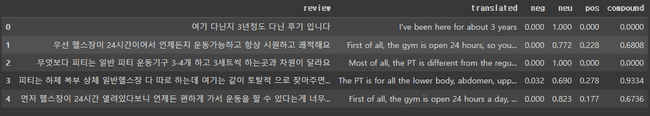 review translated neg neu pos compound
0 여기 다닌지 3년정도 다닌 후기 입니다 I've been here for about 3 years 0.000 1.000 0.000 0.0000
1 우선 헬스장이 24시간이어서 언제든지 운동가능하고 항상 시원하고 쾌적해요 First of all, the gym is open 24 hours, so you... 0.000 0.772 0.228 0.6808
2 무엇보다 피티는 일반 피티 운동기구 3-4개 하고 3세트씩 하는곳과 차원이 달라요 Most of all, the PT is different from the regu... 0.000 1.000 0.000 0.0000
3 피티는 하체 복부 상체 일반헬스장 다 따로 하는데 여기는 같이 토탈적 으로 잦아주면... The PT is for all the lower body, abdomen, upp... 0.032 0.690 0.278 0.9334
4 먼저 헬스장이 24시간 열려있다보니 언제든 편하게 가서 운동을 할 수 있다는게 너무... First of all, the gym is open 24 hours a day, ... 0.000 0.823 0.177 0.6736